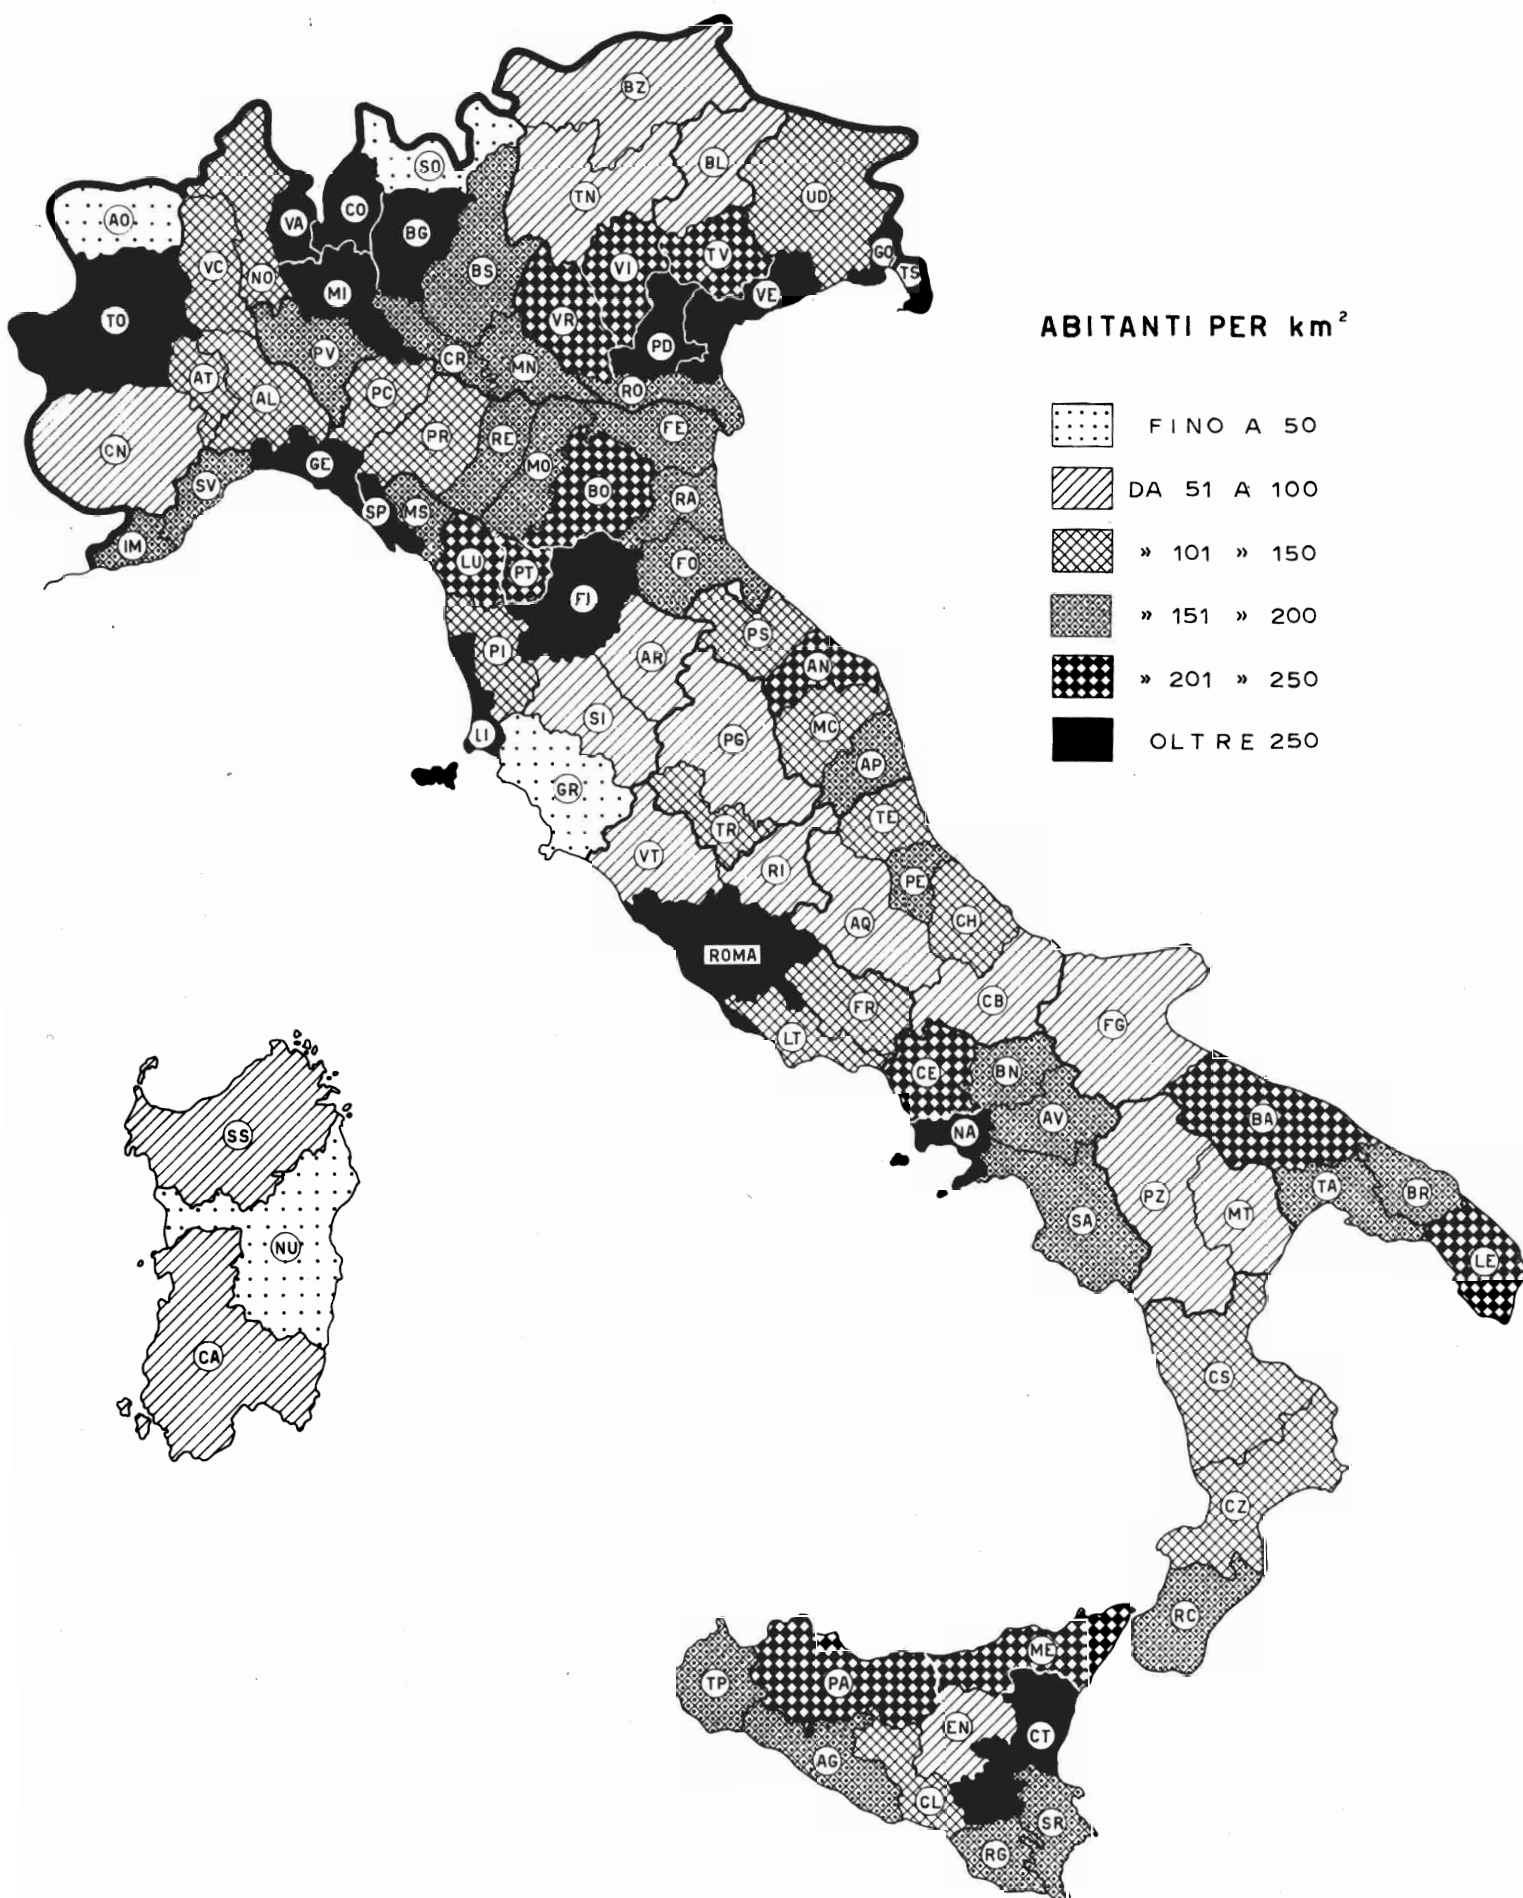 ABITANTI PER km²
FINO A 50
DA 51 A 100
» 101 » 150
» 151 » 200
» 201 » 250
OLTRE 250
BZ
SO
BL
TN
UD
AO
VA
CO
BG
VC
NO
MI
BS
VI
TV
GO
TS
VE
TO
VR
PD
PV
CR
MN
RO
AT
AL
PC
CN
PR
RE
MO
FE
GE
SV
SP
MS
BO
RA
IM
LU
PT
FO
FI
PI
AR
PS
AN
LI
SI
PG
MC
AP
GR
TR
TE
VT
RI
PE
AQ
CH
ROMA
FR
CB
LT
FG
CE
BN
NA
AV
BA
SS
SA
PZ
MT
TA
BR
NU
LE
CA
CS
CZ
RC
TP
PA
ME
EN
CT
AG
CL
SR
RG